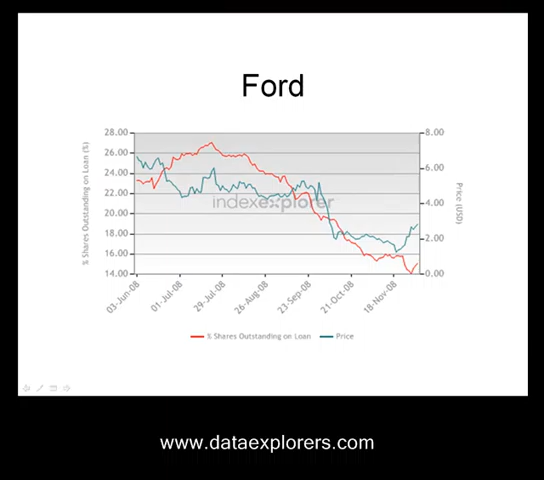 Ford
28.00
26.00
24.00
22.00
20.00
18.00
16.00
14.00
% Shares Outstanding on Loan (%)
8.00
6.00
4.00
2.00
0.00
Price (USD)
indexexplorer
03-Jun-08
01-Jul-08
29-Jul-08
26-Aug-08
23-Sep-08
21-Oct-08
18-Nov-08
% Shares Outstanding on Loan Price
www.dataexplorers.com